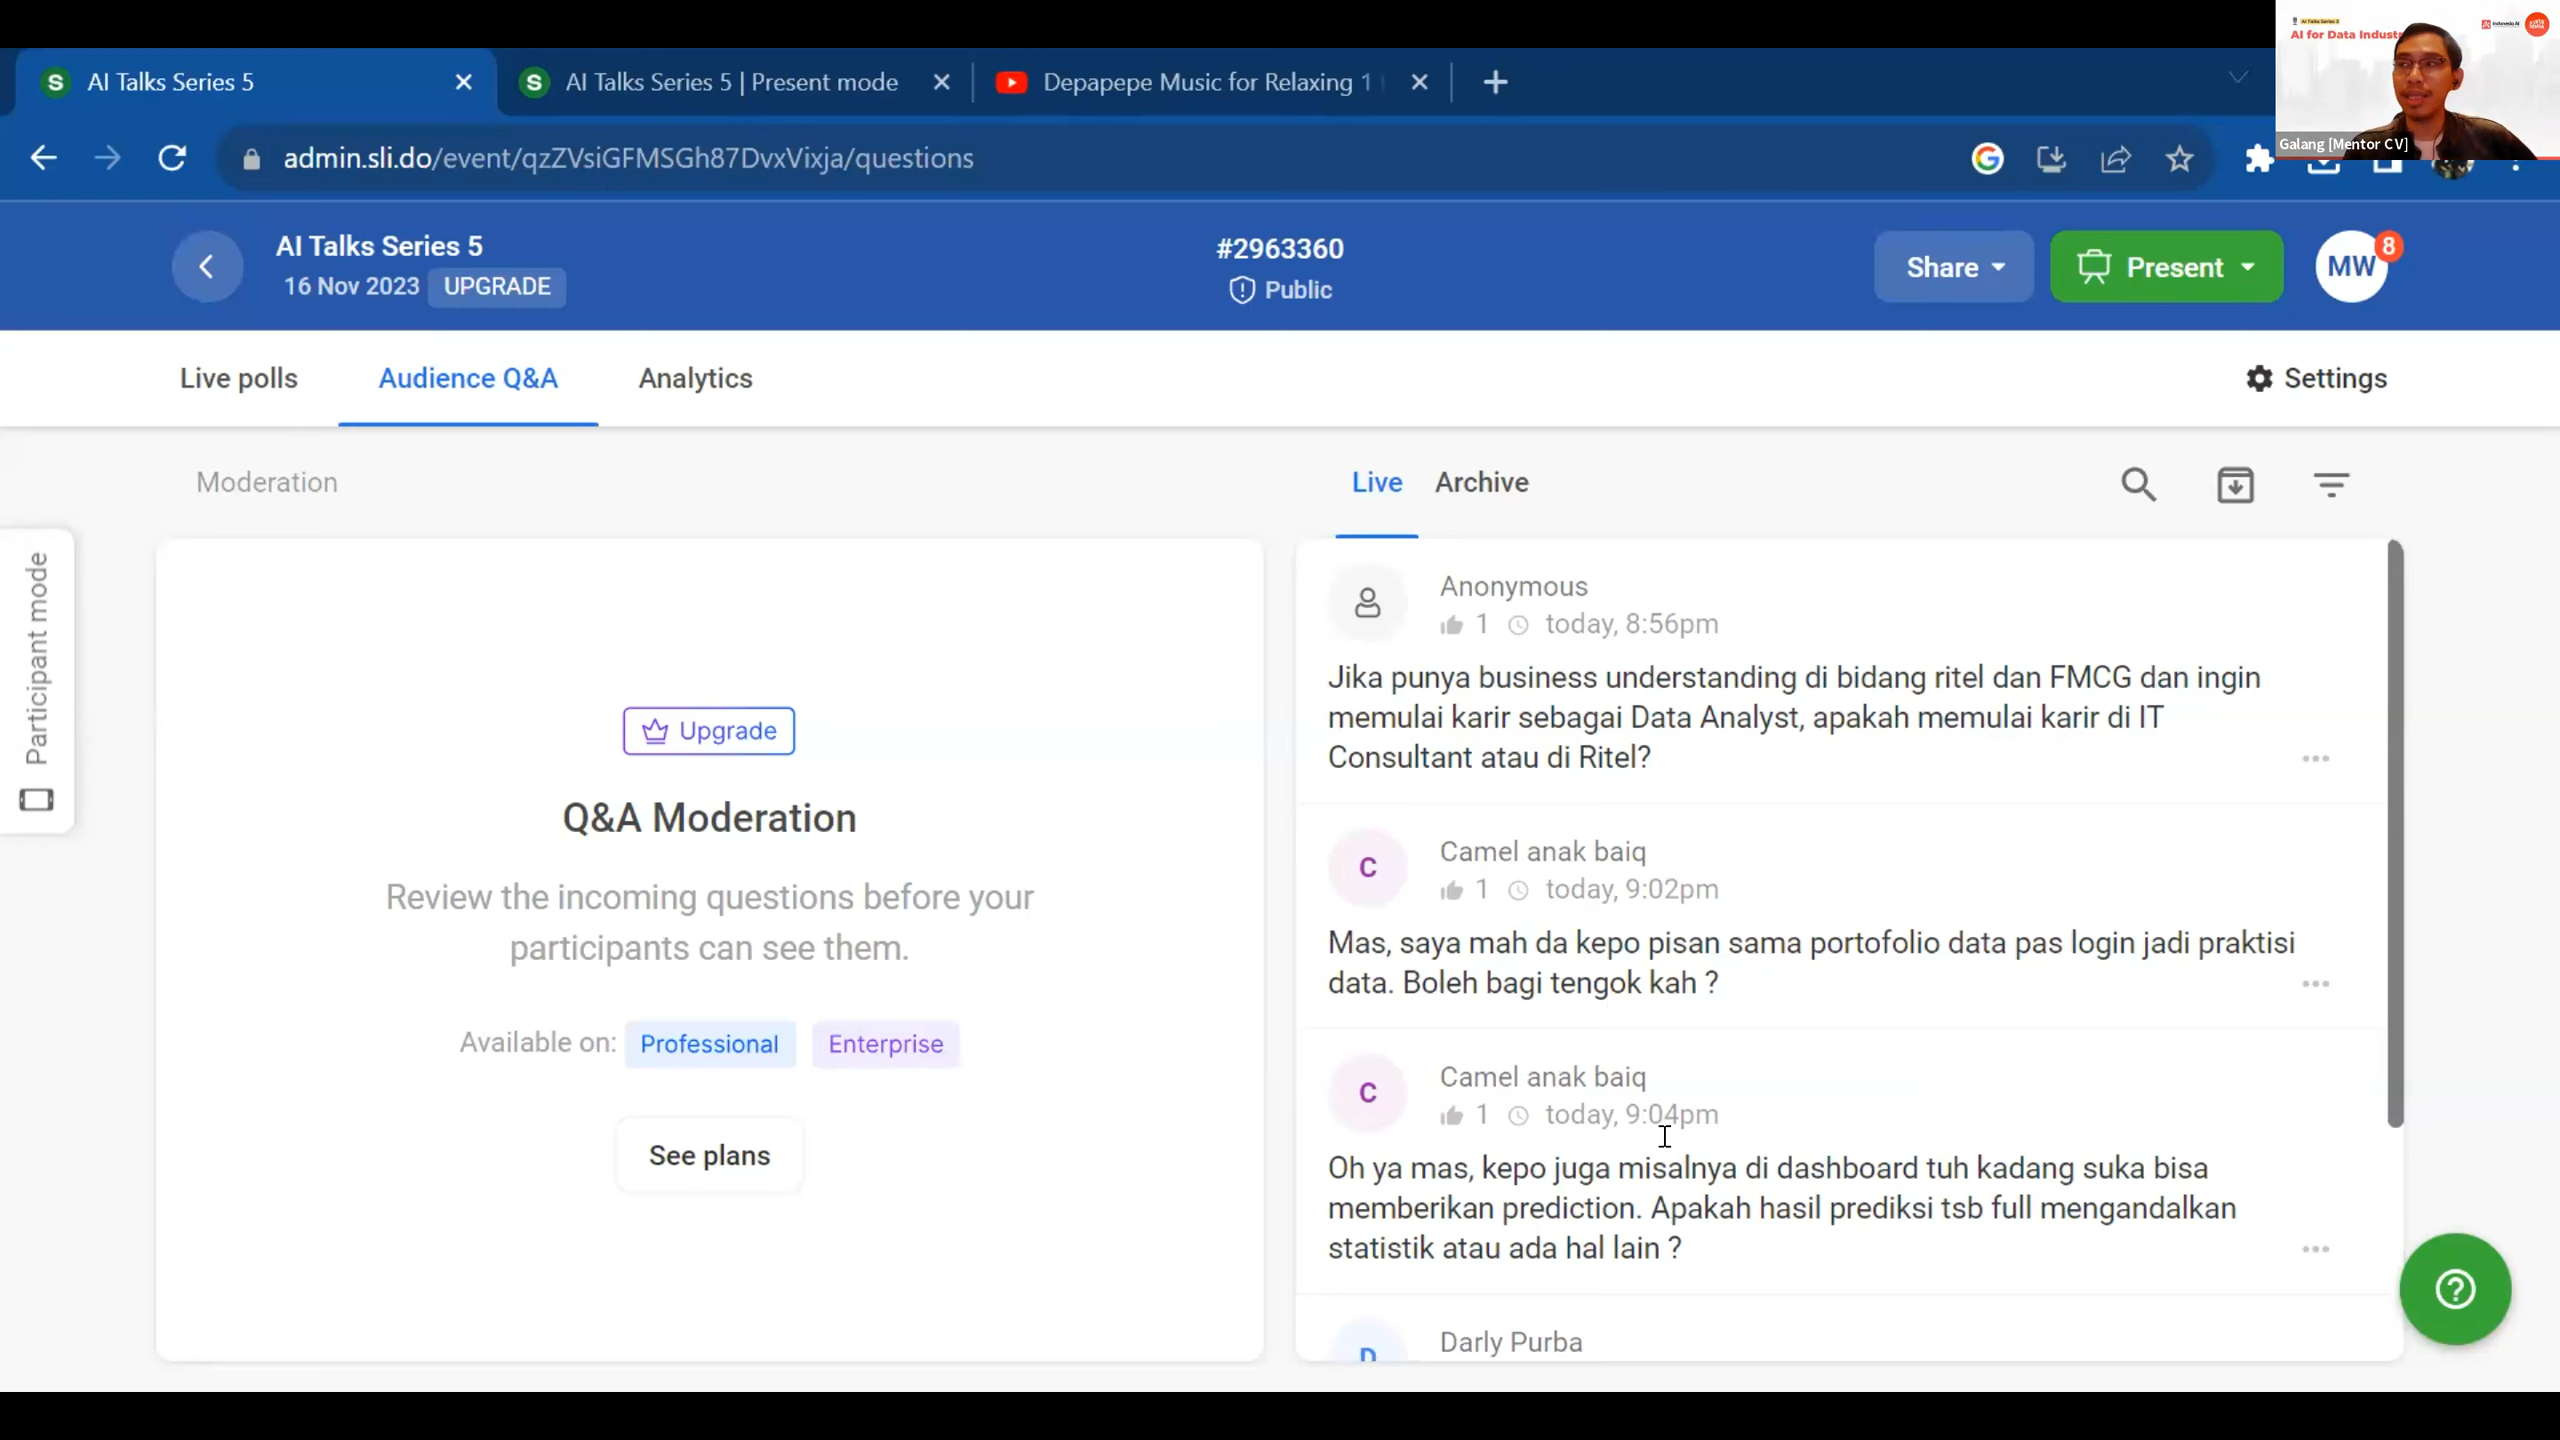 AI Talks Series 5
AI Talks Series 5 | Present mode
Depapepe Music for Relaxing 1
admin.sli.do/event/qzZVsiGFMSGh87DvxVixja/questions
AI Talks Series 5
AI for Data Indust
Galang [Mentor CV]
AI Talks Series 5
16 Nov 2023 UPGRADE
#2963360
Public
Share
Present
MW
8
Live polls
Audience Q&A
Analytics
Settings
Participant mode
Moderation
Upgrade
Q&A Moderation
Review the incoming questions before your
participants can see them.
Available on: Professional Enterprise
See plans
Live
Archive
Anonymous
1 today, 8:56pm
Jika punya business understanding di bidang ritel dan FMCG dan ingin
memulai karir sebagai Data Analyst, apakah memulai karir di IT
Consultant atau di Ritel?
C
Camel anak baiq
1 today, 9:02pm
Mas, saya mah da kepo pisan sama portofolio data pas login jadi praktisi
data. Boleh bagi tengok kah ?
C
Camel anak baiq
1 today, 9:04pm
Oh ya mas, kepo juga misalnya di dashboard tuh kadang suka bisa
memberikan prediction. Apakah hasil prediksi tsb full mengandalkan
statistik atau ada hal lain ?
D
Darly Purba